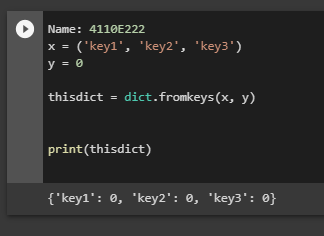 Name: 4110E222
x = ('key1', 'key2', 'key3')
y = 0
thisdict = dict.fromkeys(x, y)
print(thisdict)
{'key1': 0, 'key2': 0, 'key3': 0}